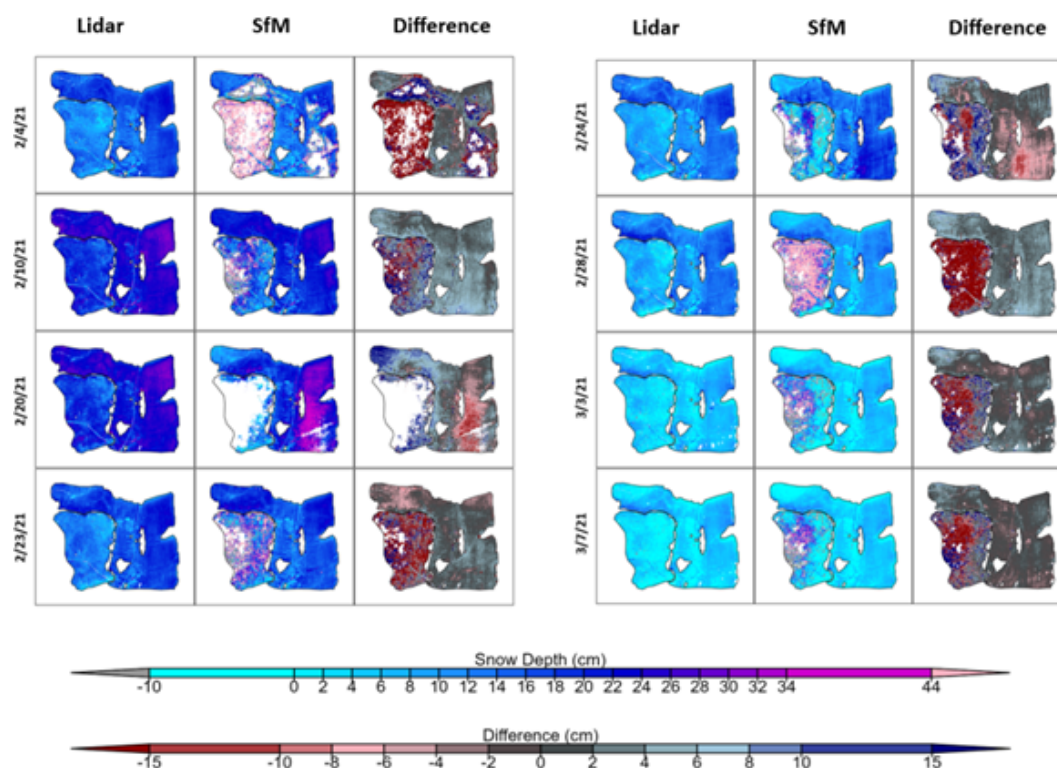 Lidar SfM Difference
Lidar SfM Difference
2/4/21
2/10/21
2/20/21
2/23/21
2/24/21
2/28/21
3/3/21
3/7/21
Snow Depth (cm)
-10 0 2 4 6 8 10 12 14 16 18 20 22 24 26 28 30 32 34 44
Difference (cm)
-15 -10 -8 -6 -4 -2 0 2 4 6 8 10 15